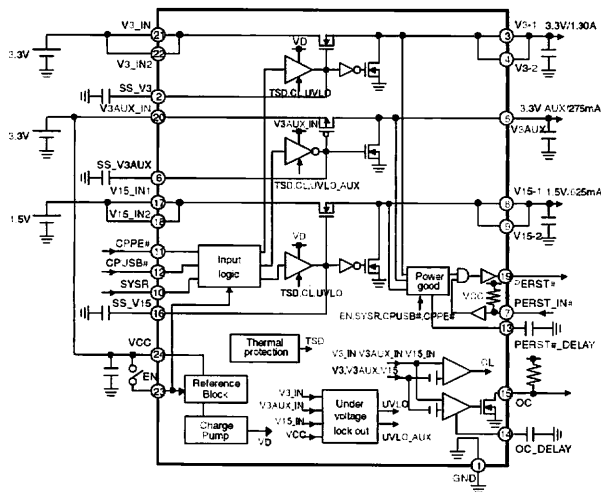 V3_IN
21
22
V3_IN2
3.3V
SS_V3
2
V3AUX_IN
20
3.3V
SS_V3AUX
6
V15_IN1
17
18
V15_IN2
1.5V
CPPE#
11
CPUSB#
12
SYSR
10
SS_V15
16
VCC
24
EN
23
Input
logic
VD
TSD,CL,UVLO
V3AUX_IN
TSD,CL,UVLO_AUX
VD
TSD,CL,UVLO
Thermal
protection
TSD
Reference
Block
Charge
Pump
VD
V3_IN
V3AUX_IN
V15_IN
VCC
Under
voltage
lock out
UVLO
UVLO_AUX
V3_IN,V3AUX_IN,V15_IN
V3,V3AUX,V15
CL
Power
good
EN,SYSR,CPUSB#,CPPE#
VCC
3
V3-1
3.3V/1.30A
4
V3-2
5
3.3V AUX/275mA
V3AUX
8
V15-1
1.5V/625mA
9
V15-2
19
PERST#
PERST_IN#
7
13
PERST#_DELAY
15
OC
14
OC_DELAY
1
GND